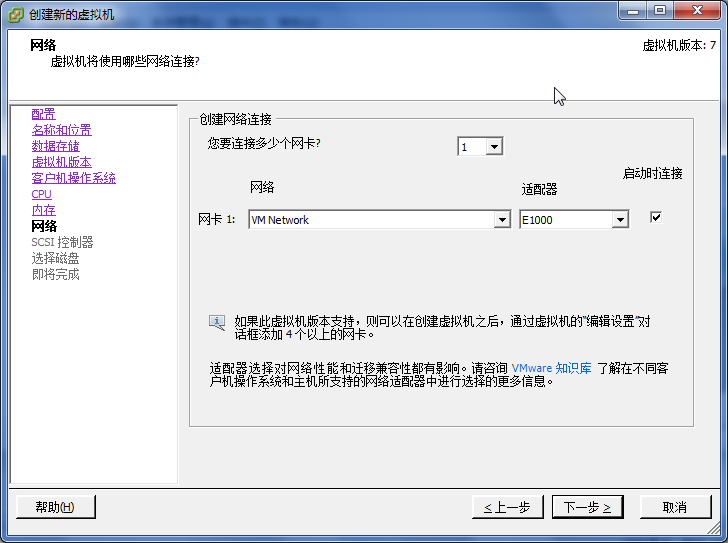 创建新的虚拟机
网络
虚拟机将使用哪些网络连接?
虚拟机版本: 7
配置
名称和位置
数据存储
虚拟机版本
客户机操作系统
CPU
内存
网络
SCSI 控制器
选择磁盘
即将完成
创建网络连接
您要连接多少个网卡?
1
网络
适配器
启动时连接
网卡 1:
VM Network
E1000
如果此虚拟机版本支持，则可以在创建虚拟机之后，通过虚拟机的"编辑设置"对
话框添加 4 个以上的网卡。
适配器选择对网络性能和迁移兼容性都有影响。请咨询 VMware 知识库 了解在不同客
户机操作系统和主机所支持的网络适配器中进行选择的更多信息。
帮助(H)
< 上一步
下一步 >
取消